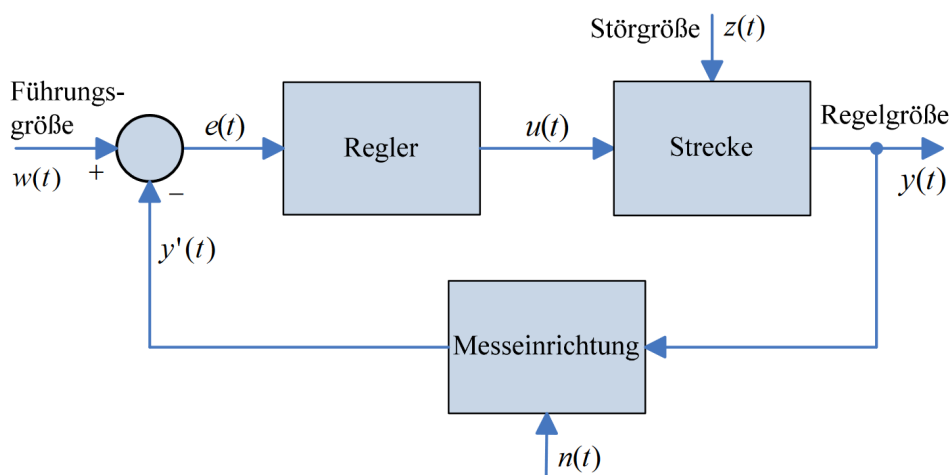 Störgröße
z(t)
Führungs-
größe
w(t)
+
−
e(t)
Regler
u(t)
Strecke
Regelgröße
y(t)
y'(t)
Messeinrichtung
n(t)